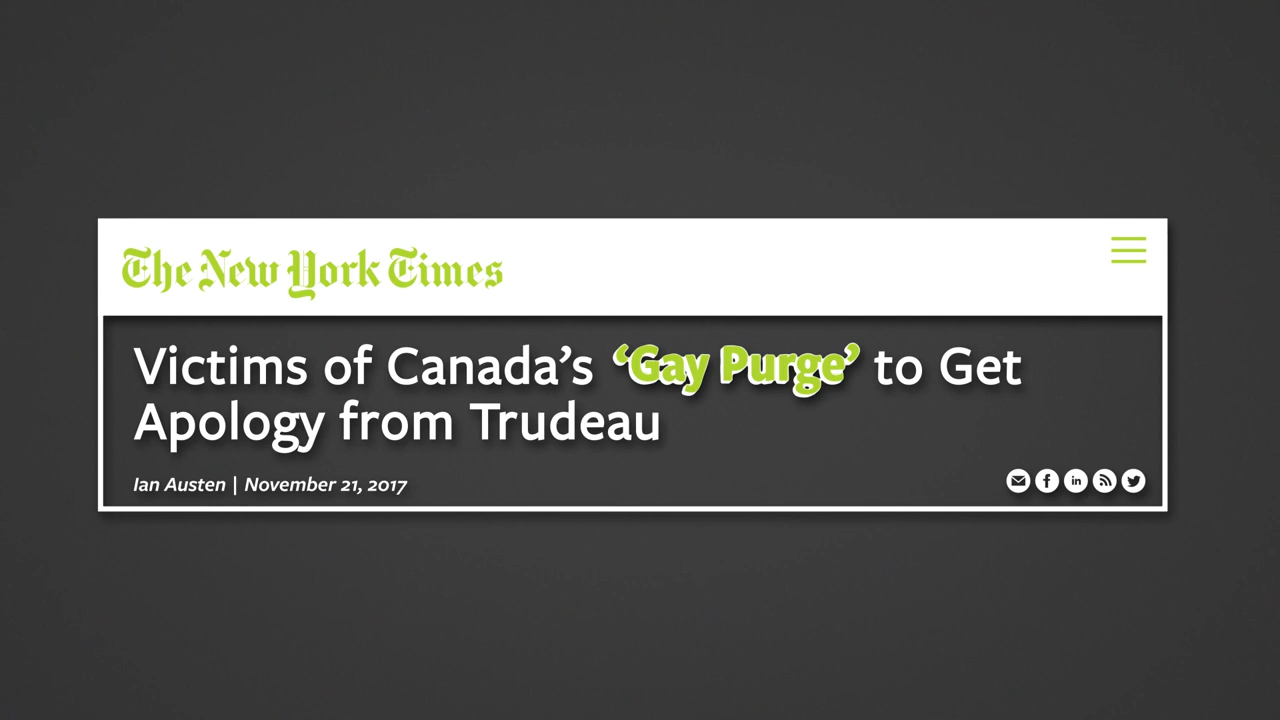 The New York Times
Victims of Canada’s ‘Gay Purge’ to Get
Apology from Trudeau
Ian Austen | November 21, 2017